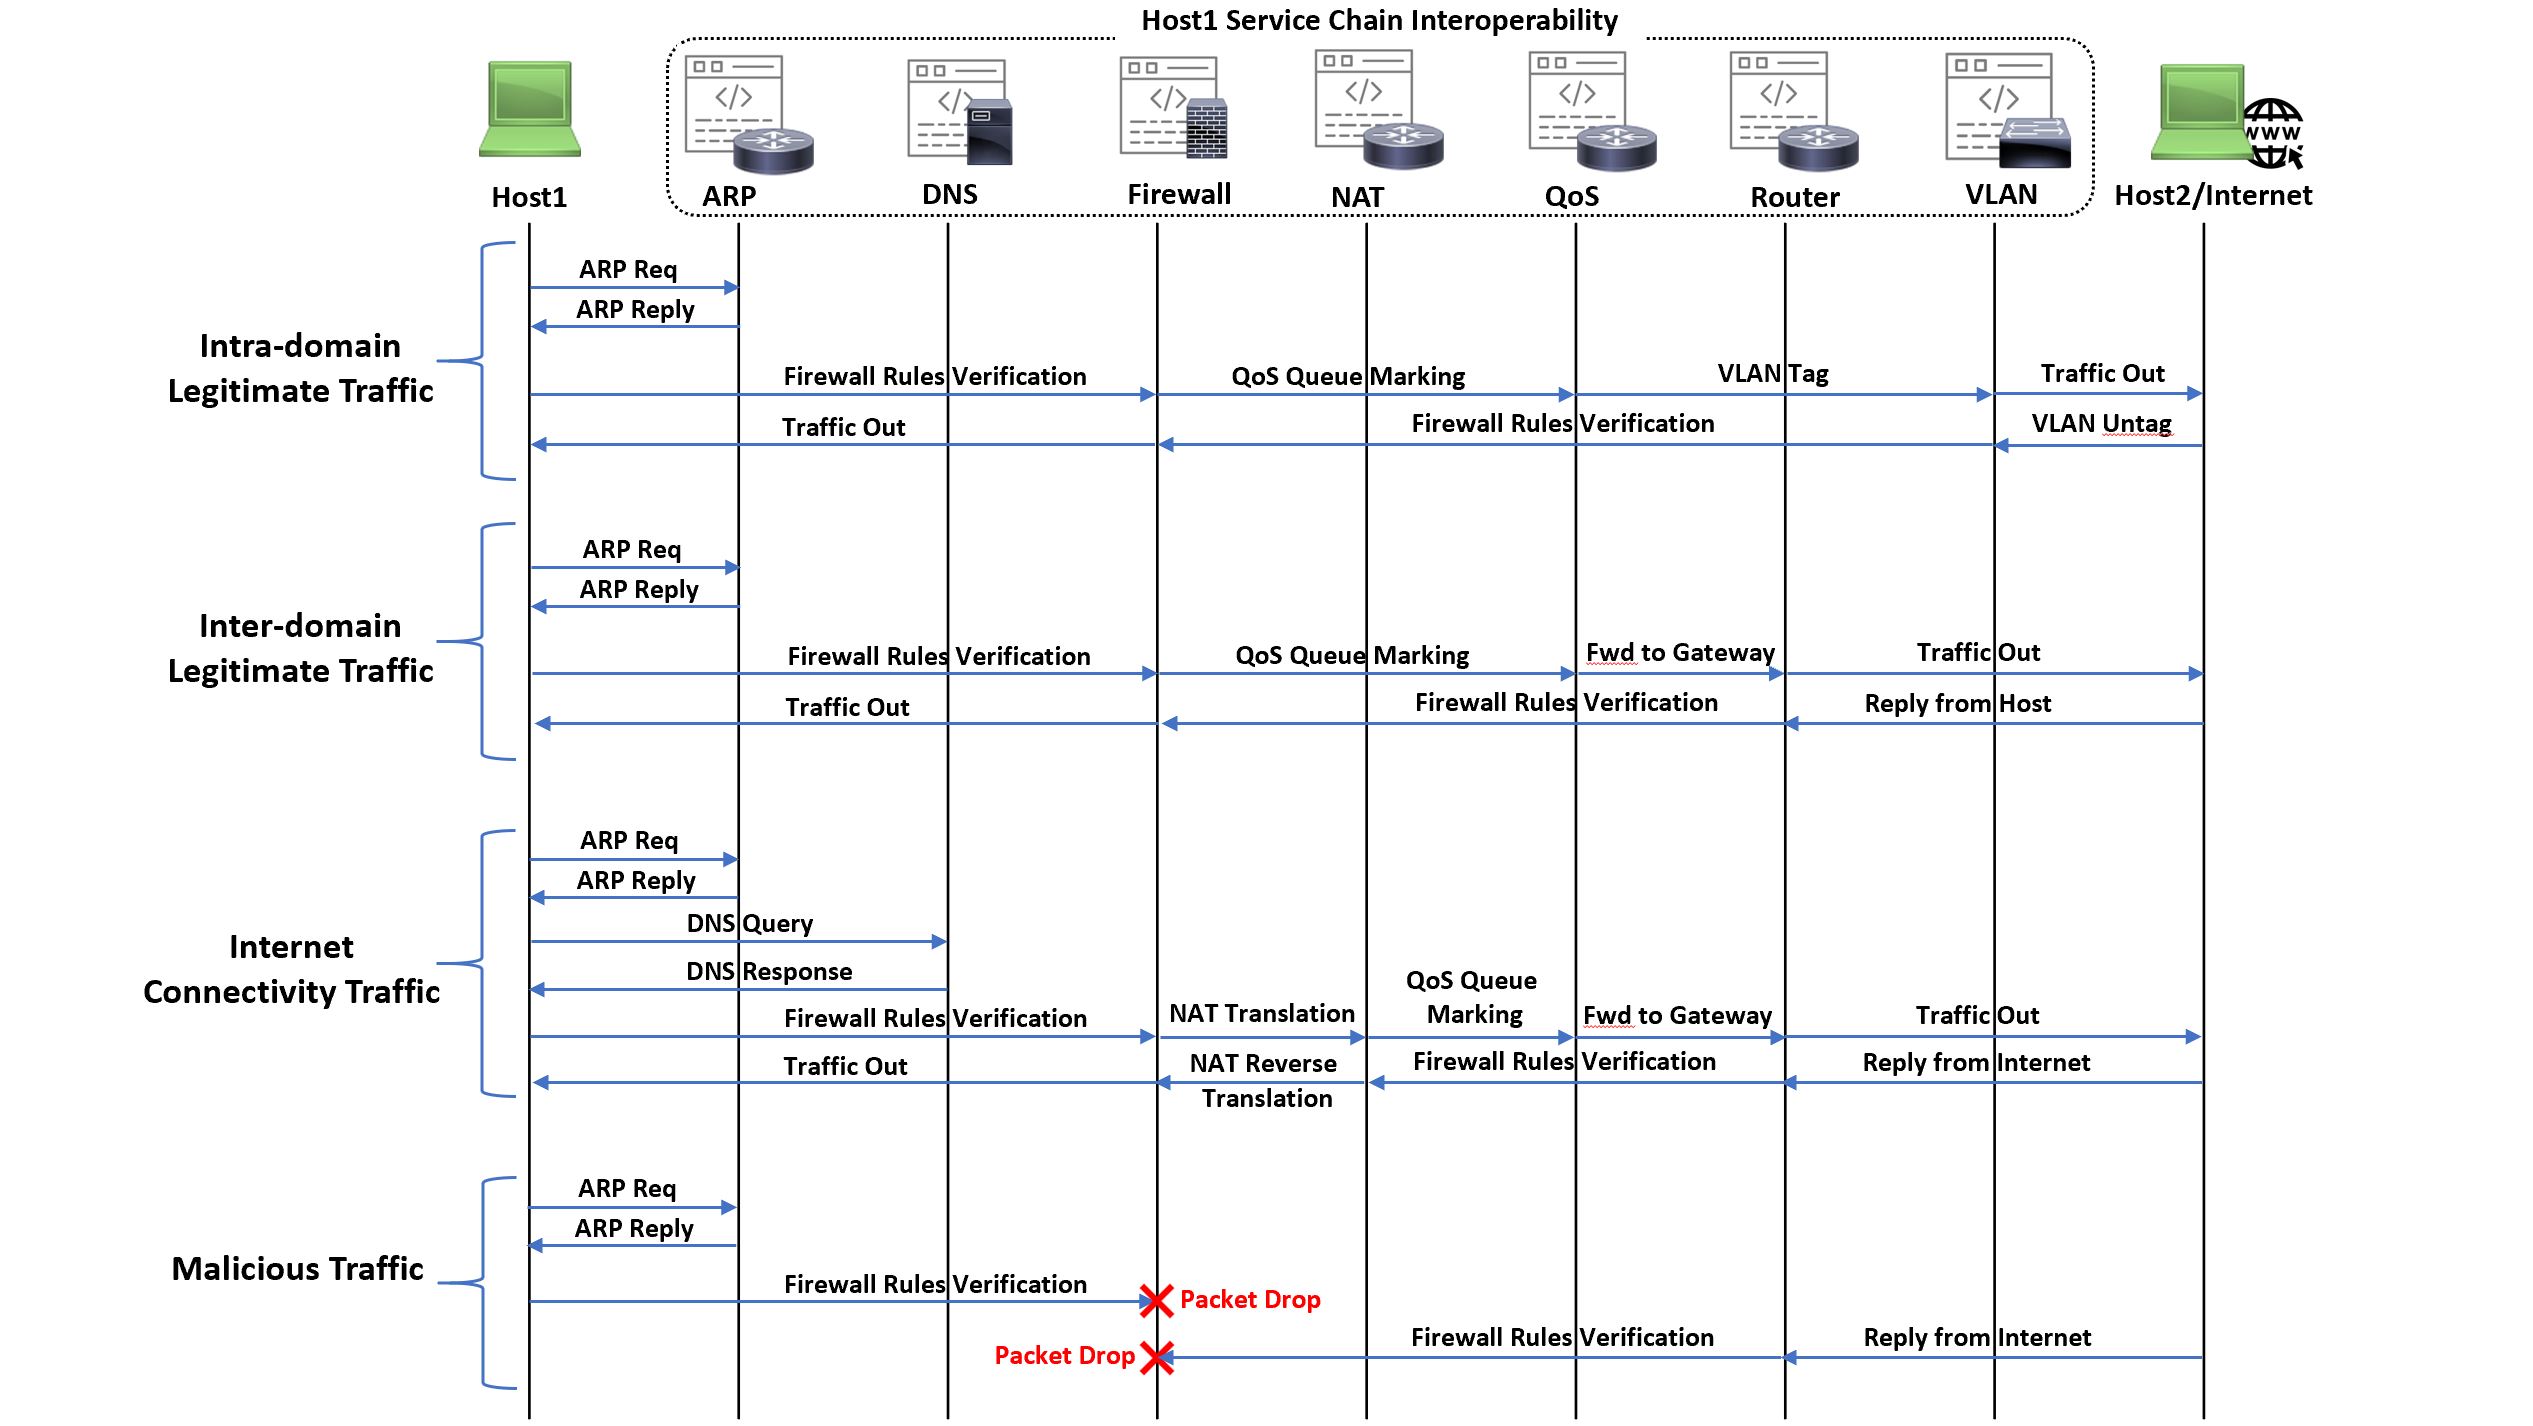 Host1 Service Chain Interoperability
WWW
Host1
ARP
DNS
Firewall
NAT
QoS
Router
VLAN
Host2/Internet
Intra-domain
Legitimate Traffic
ARP Req
ARP Reply
Firewall Rules Verification
QoS Queue Marking
VLAN Tag
Traffic Out
Traffic Out
Firewall Rules Verification
VLAN Untag
Inter-domain
Legitimate Traffic
ARP Req
ARP Reply
Firewall Rules Verification
QoS Queue Marking
Fwd to Gateway
Traffic Out
Traffic Out
Firewall Rules Verification
Reply from Host
Internet
Connectivity Traffic
ARP Req
ARP Reply
DNS Query
DNS Response
Firewall Rules Verification
NAT Translation
QoS Queue
Marking
Fwd to Gateway
Traffic Out
Traffic Out
NAT Reverse
Translation
Firewall Rules Verification
Reply from Internet
Malicious Traffic
ARP Req
ARP Reply
Firewall Rules Verification
Packet Drop
Packet Drop
Firewall Rules Verification
Reply from Internet